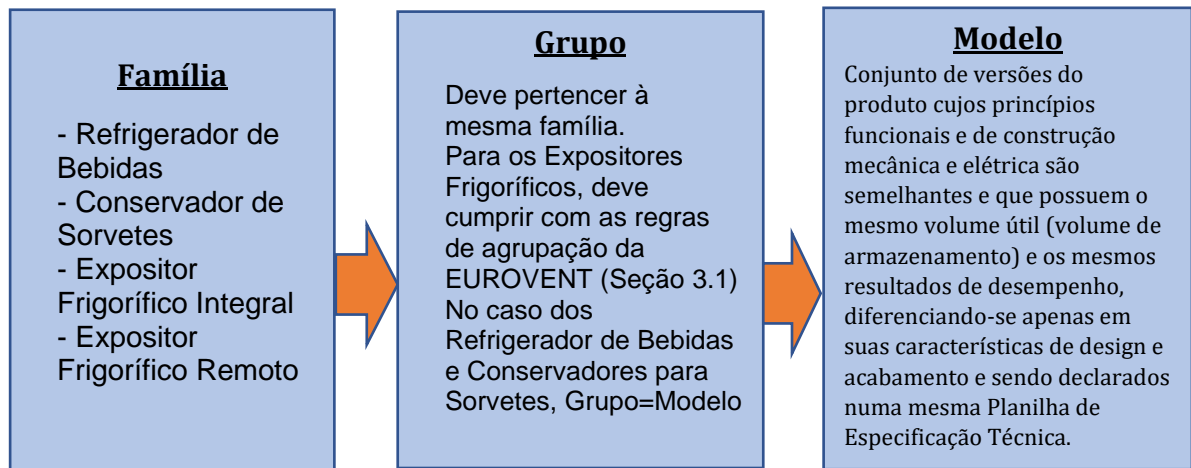 Família
- Refrigerador de
Bebidas
- Conservador de
Sorvetes
- Expositor
Frigorífico Integral
- Expositor
Frigorífico Remoto
Grupo
Deve pertencer à
mesma família.
Para os Expositores
Frigoríficos, deve
cumprir com as regras
de agrupação da
EUROVENT (Seção 3.1)
No caso dos
Refrigerador de Bebidas
e Conservadores para
Sorvetes, Grupo=Modelo
Modelo
Conjunto de versões do
produto cujos princípios
funcionais e de construção
mecânica e elétrica são
semelhantes e que possuem o
mesmo volume útil (volume de
armazenamento) e os mesmos
resultados de desempenho,
diferenciando-se apenas em
suas características de design e
acabamento e sendo declarados
numa mesma Planilha de
Especificação Técnica.